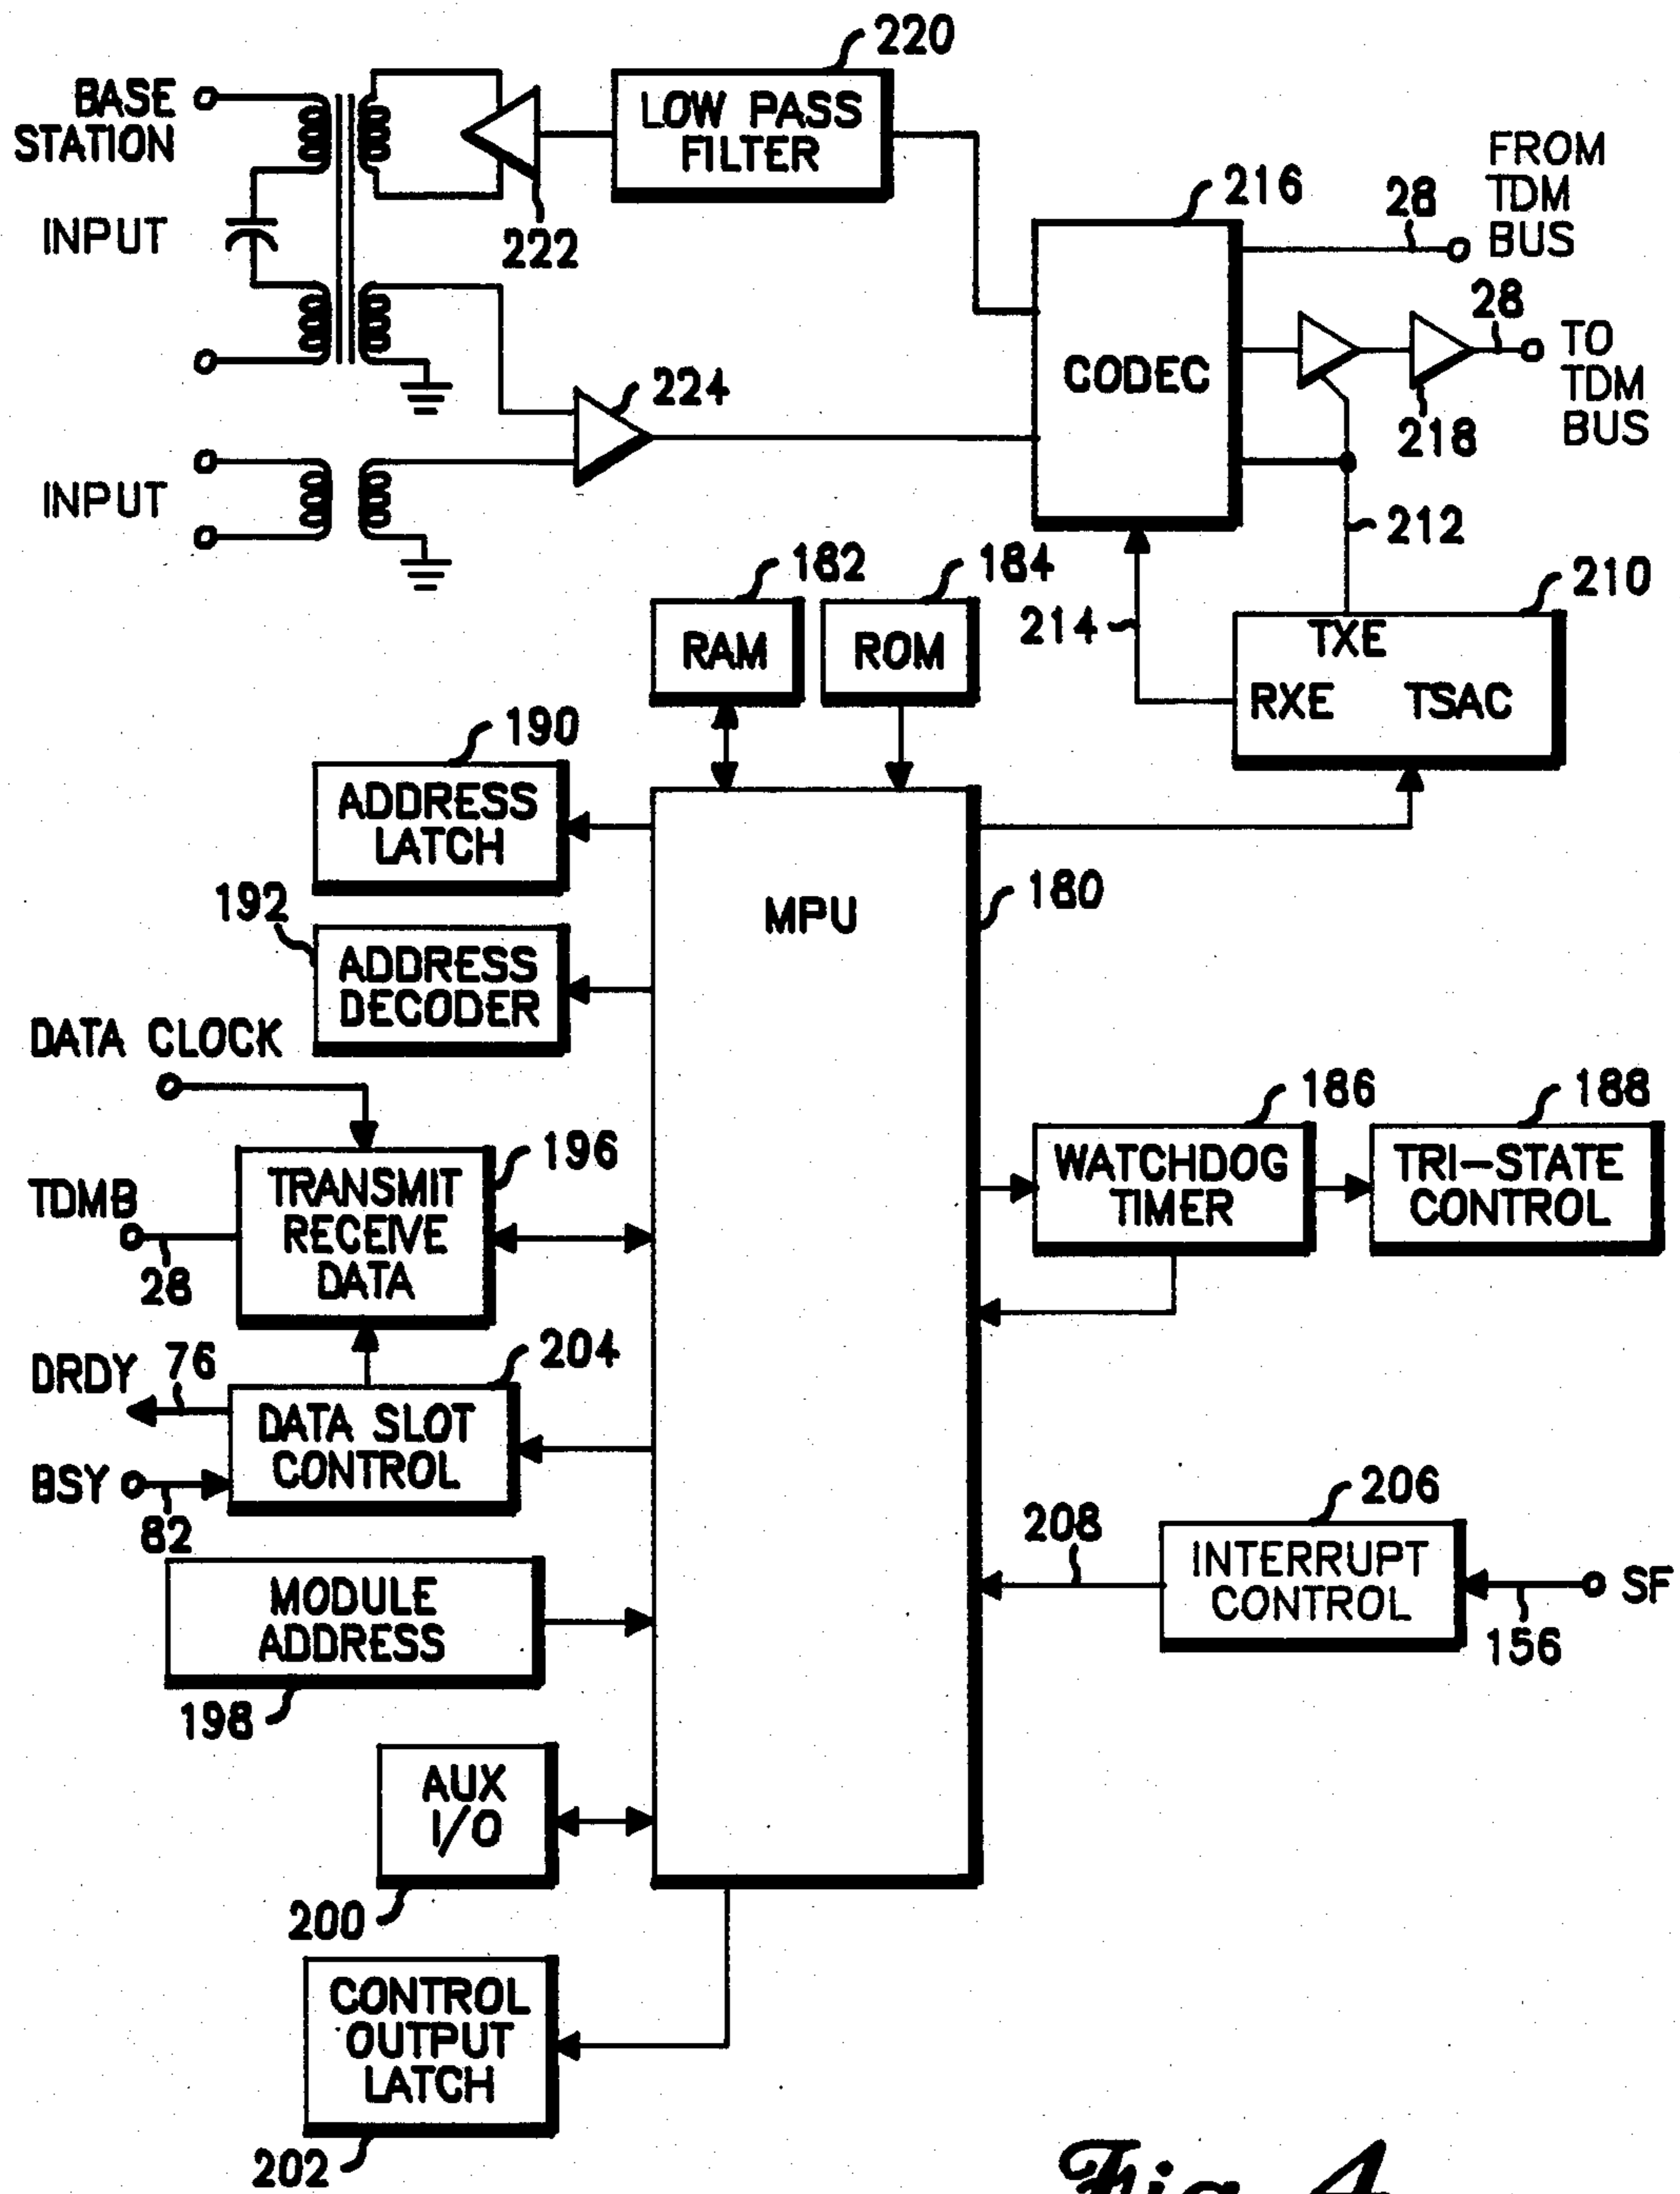 220
BASE
STATION
LOW PASS
FILTER
FROM
TDM
BUS
216
28
INPUT
222
28
TO
TDM
BUS
CODEC
224
218
INPUT
212
182
184
210
214
RAM
ROM
TXE
RXE
TSAC
190
ADDRESS
LATCH
192
MPU
180
ADDRESS
DECODER
DATA CLOCK
186
188
196
WATCHDOG
TIMER
TRI-STATE
CONTROL
TDMB
TRANSMIT
RECEIVE
DATA
28
204
DRDY
76
DATA SLOT
CONTROL
BSY
82
206
208
INTERRUPT
CONTROL
SF
156
MODULE
ADDRESS
198
AUX
I/O
200
CONTROL
OUTPUT
LATCH
202
Fig. 4